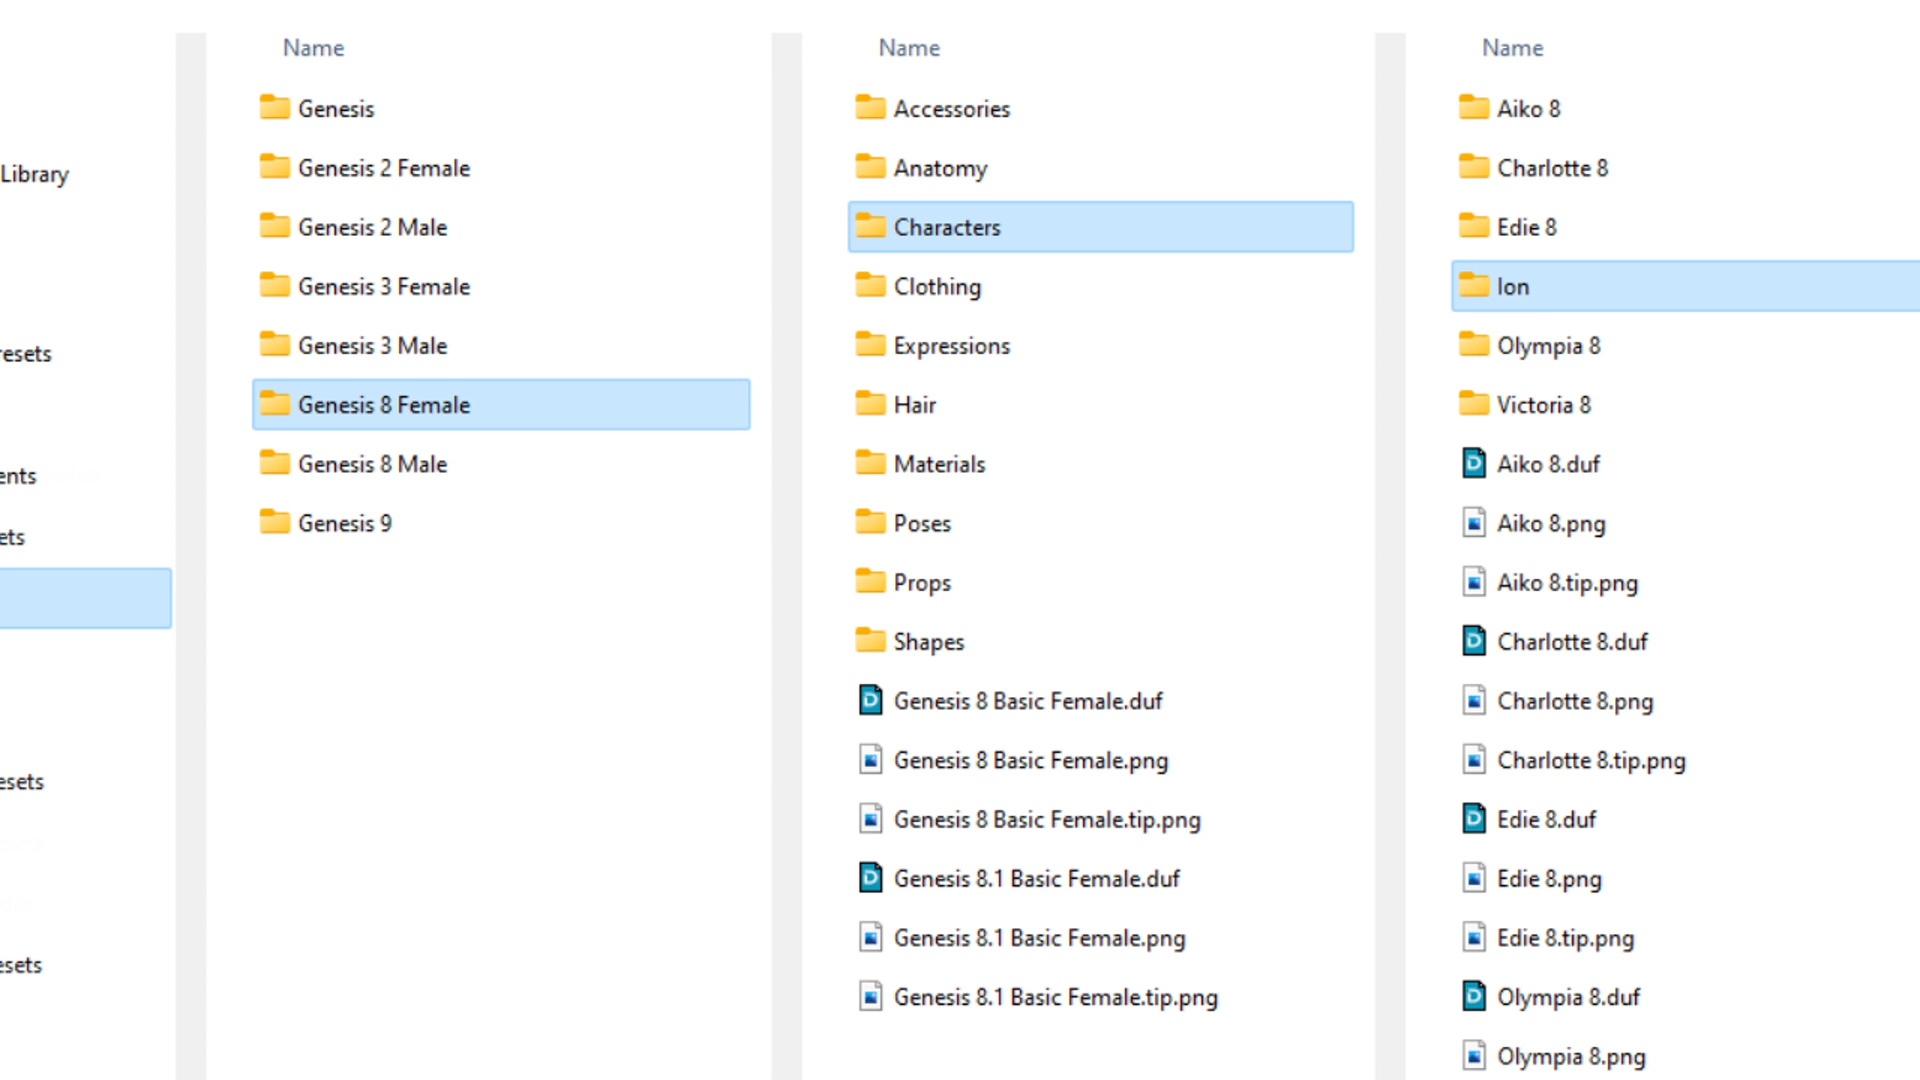 Library
resets
ents
ets
esets
esets
Name
Genesis
Genesis 2 Female
Genesis 2 Male
Genesis 3 Female
Genesis 3 Male
Genesis 8 Female
Genesis 8 Male
Genesis 9
Name
Accessories
Anatomy
Characters
Clothing
Expressions
Hair
Materials
Poses
Props
Shapes
Genesis 8 Basic Female.duf
Genesis 8 Basic Female.png
Genesis 8 Basic Female.tip.png
Genesis 8.1 Basic Female.duf
Genesis 8.1 Basic Female.png
Genesis 8.1 Basic Female.tip.png
Name
Aiko 8
Charlotte 8
Edie 8
Ion
Olympia 8
Victoria 8
Aiko 8.duf
Aiko 8.png
Aiko 8.tip.png
Charlotte 8.duf
Charlotte 8.png
Charlotte 8.tip.png
Edie 8.duf
Edie 8.png
Edie 8.tip.png
Olympia 8.duf
Olympia 8.png